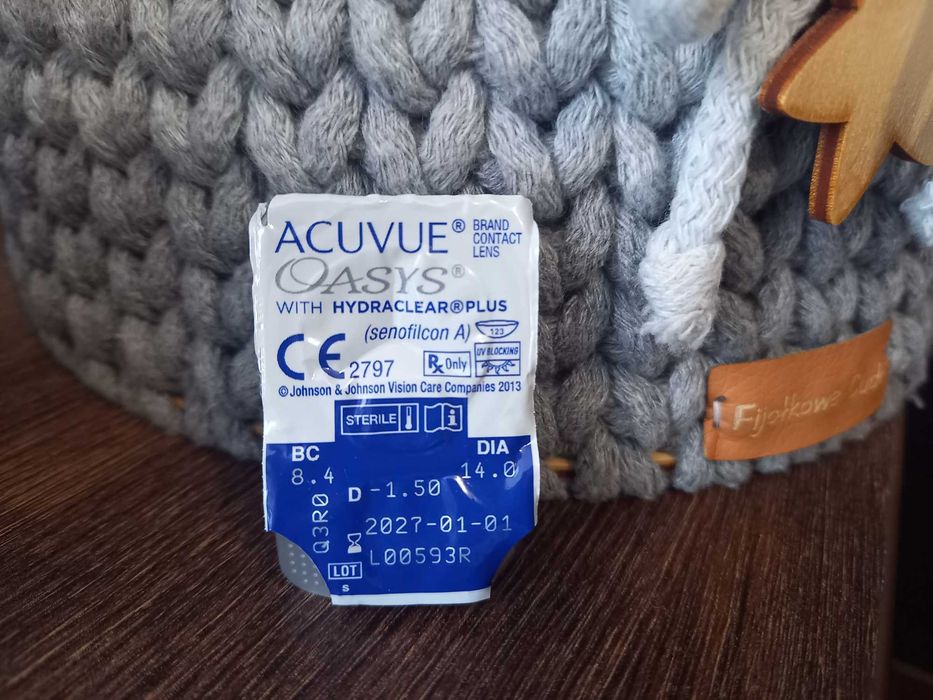 ACUVUE® BRAND CONTACT LENS
OASYS®
WITH HYDRACLEAR®PLUS
(senofilcon A) 123
CE 2797 Rx Only UV BLOCKING
© Johnson & Johnson Vision Care Companies 2013
STERILE i
BC DIA
8.4 14.0
D -1.50
Q3R0
2027-01-01
L00593R
LOT
S
Fijołkowe